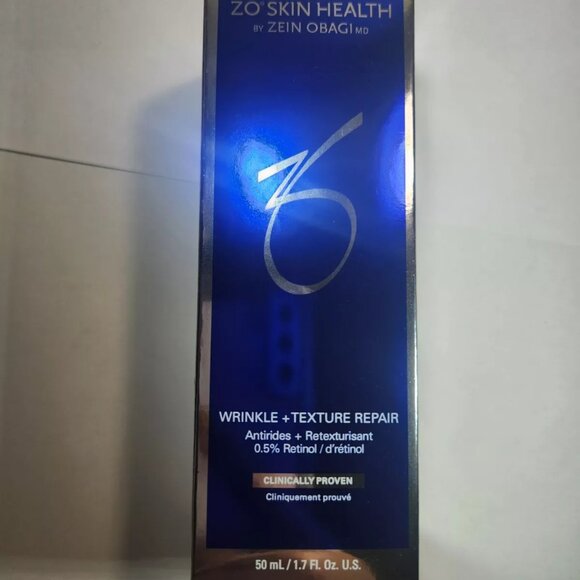 ZO® SKIN HEALTH
BY ZEIN OBAGI MD
WRINKLE + TEXTURE REPAIR
Antirides + Retexturisant
0.5% Retinol / d'rétinol
CLINICALLY PROVEN
Cliniquement prouvé
50 mL / 1.7 Fl. Oz. U.S.